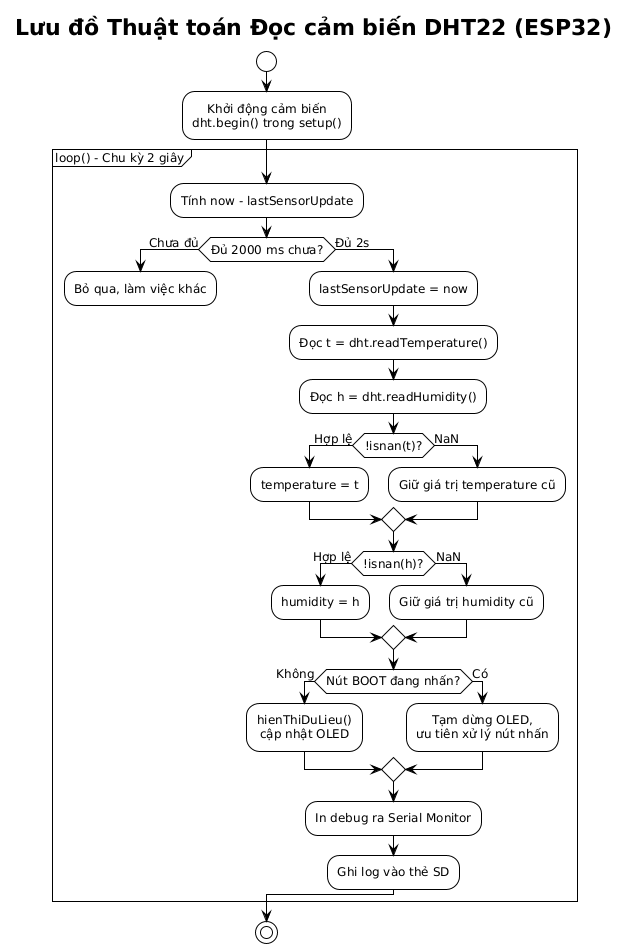 Lưu đồ Thuật toán Đọc cảm biến DHT22 (ESP32)
Khởi động cảm biến
dht.begin() trong setup()
loop() - Chu kỳ 2 giây
Tính now - lastSensorUpdate
Chưa đủ
Đủ 2000 ms chưa?
Đủ 2s
Bỏ qua, làm việc khác
lastSensorUpdate = now
Đọc t = dht.readTemperature()
Đọc h = dht.readHumidity()
Hợp lệ
!isnan(t)?
NaN
temperature = t
Giữ giá trị temperature cũ
Hợp lệ
!isnan(h)?
NaN
humidity = h
Giữ giá trị humidity cũ
Không
Nút BOOT đang nhấn?
Có
hienThiDuLieu()
cập nhật OLED
Tạm dừng OLED,
ưu tiên xử lý nút nhấn
In debug ra Serial Monitor
Ghi log vào thẻ SD